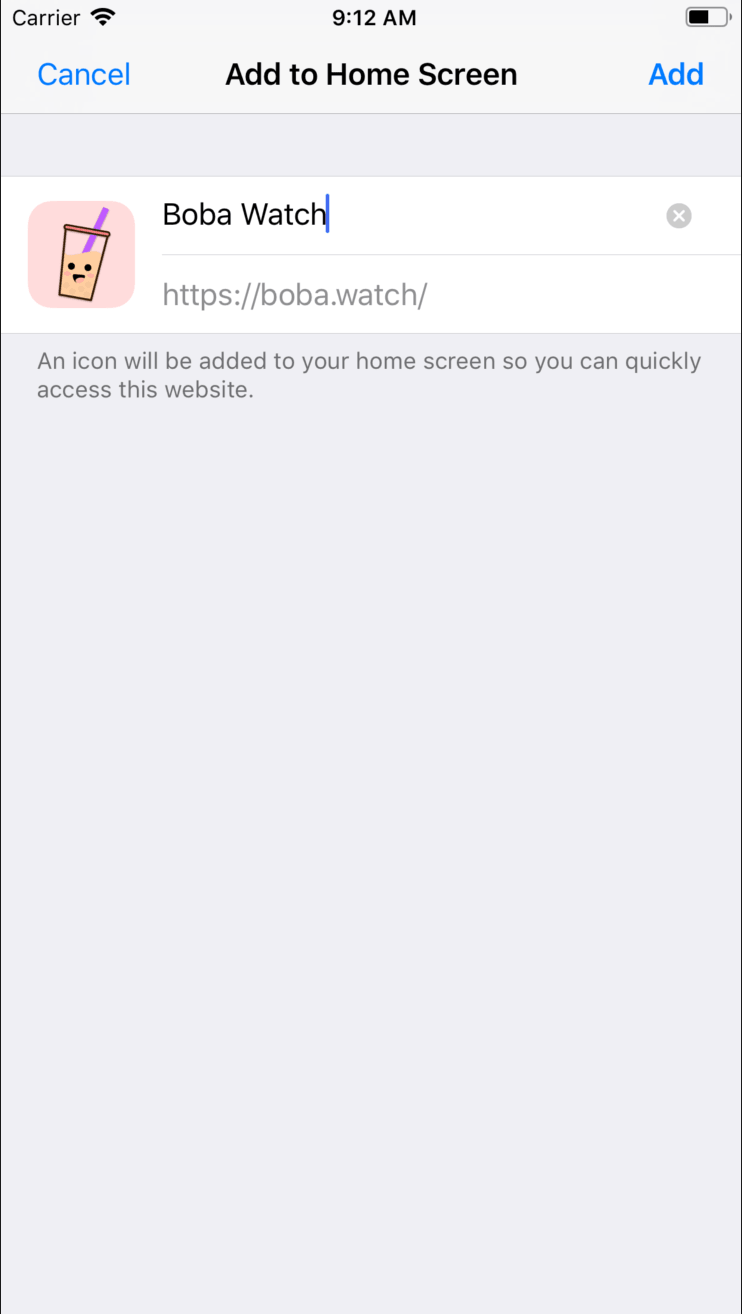 Carrier 9:12 AM
Cancel Add to Home Screen Add
Boba Watch
https://boba.watch/
An icon will be added to your home screen so you can quickly
access this website.